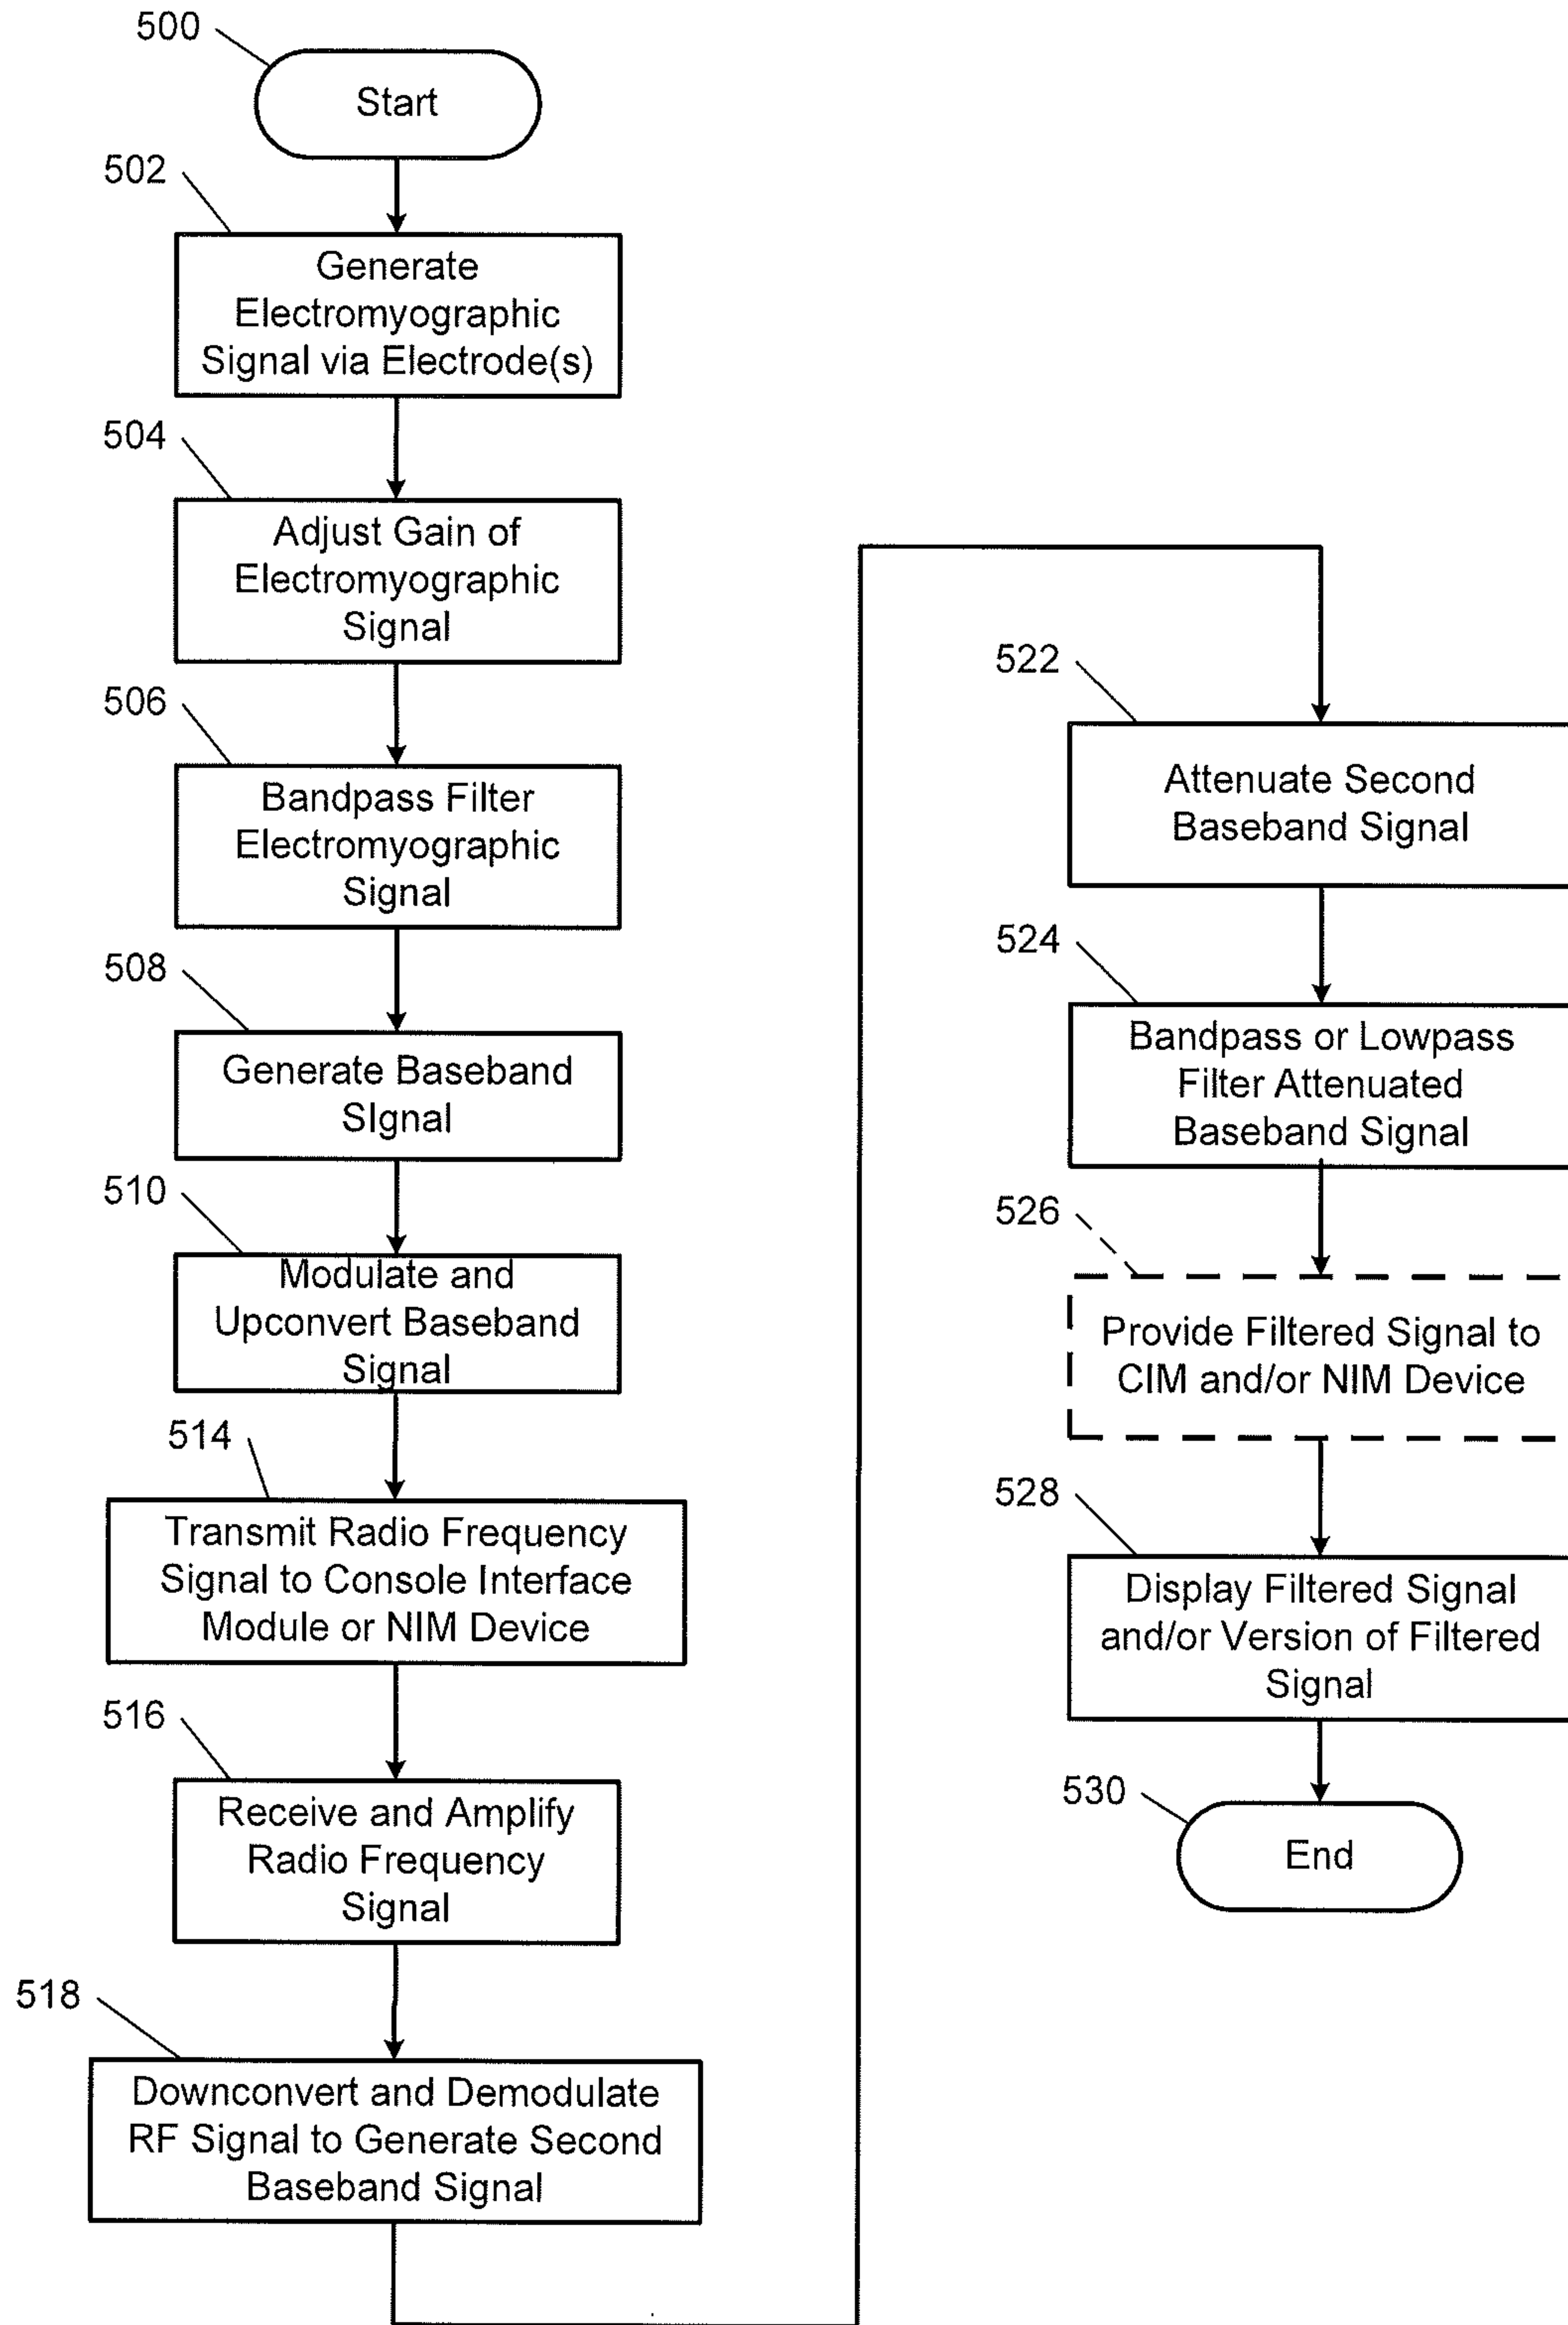 500
Start
502
Generate
Electromyographic
Signal via Electrode(s)
504
Adjust Gain of
Electromyographic
Signal
506
Bandpass Filter
Electromyographic
Signal
508
Generate Baseband
SIgnal
510
Modulate and
Upconvert Baseband
Signal
514
Transmit Radio Frequency
Signal to Console Interface
Module or NIM Device
516
Receive and Amplify
Radio Frequency
Signal
518
Downconvert and Demodulate
RF Signal to Generate Second
Baseband Signal
522
Attenuate Second
Baseband Signal
524
Bandpass or Lowpass
Filter Attenuated
Baseband Signal
526
Provide Filtered Signal to
CIM and/or NIM Device
528
Display Filtered Signal
and/or Version of Filtered
Signal
530
End